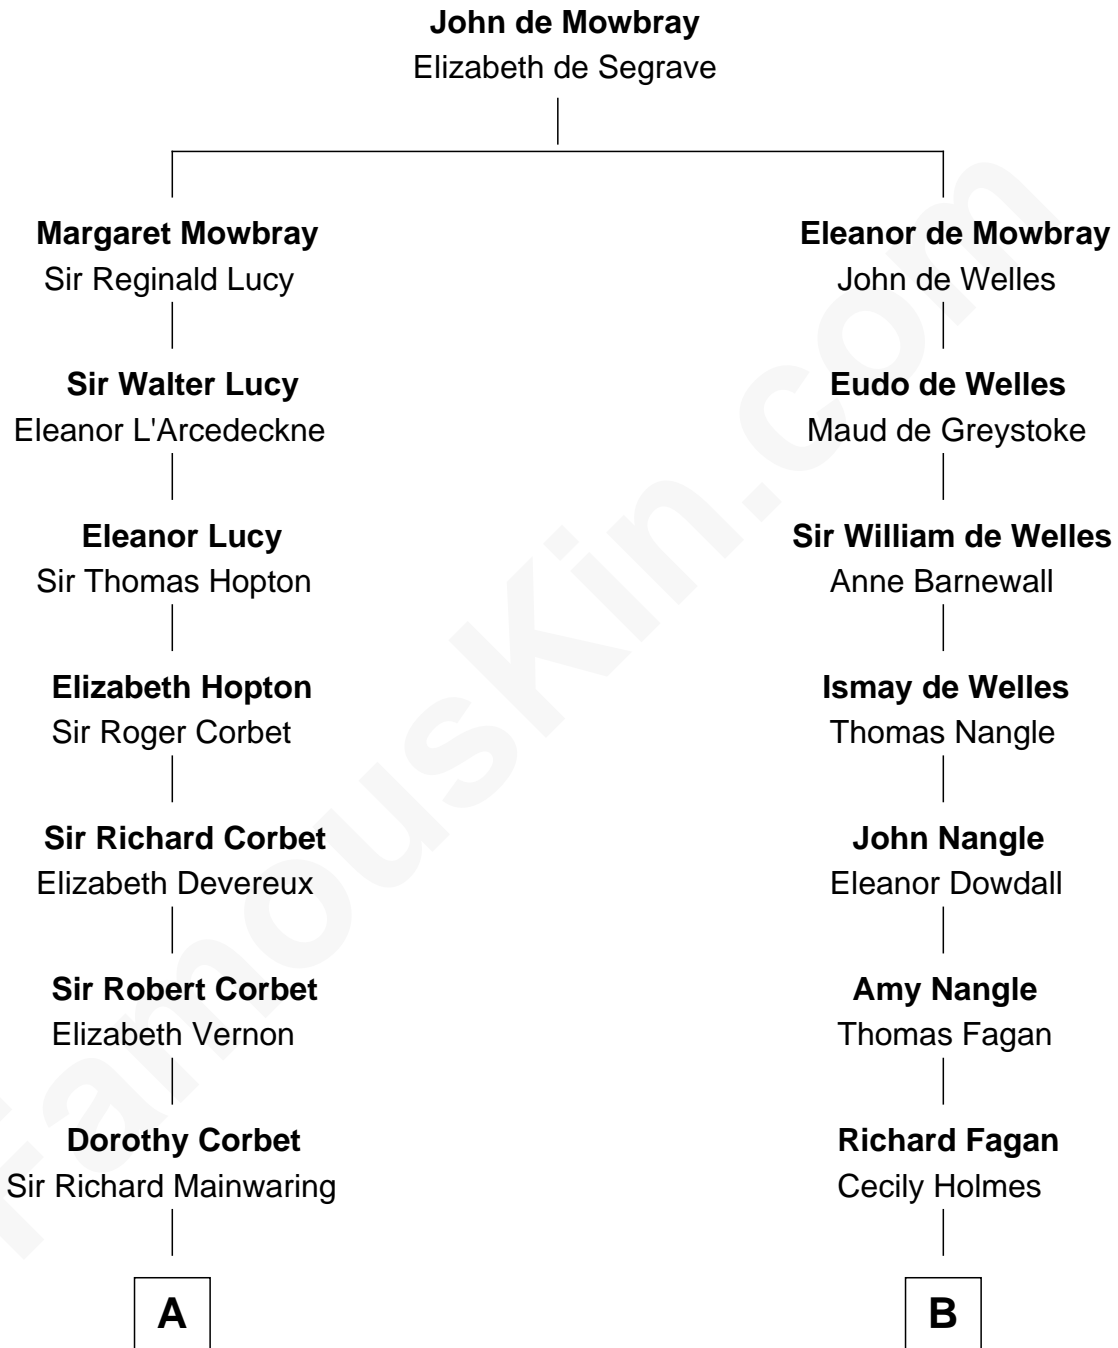 John de Mowbray
Elizabeth de Segrave
Margaret Mowbray
Sir Reginald Lucy
Eleanor de Mowbray
John de Welles
Sir Walter Lucy
Eleanor L'Arcedeckne
Eudo de Welles
Maud de Greystoke
Eleanor Lucy
Sir Thomas Hopton
Sir William de Welles
Anne Barnewall
Elizabeth Hopton
Sir Roger Corbet
Ismay de Welles
Thomas Nangle
Sir Richard Corbet
Elizabeth Devereux
John Nangle
Eleanor Dowdall
Sir Robert Corbet
Elizabeth Vernon
Amy Nangle
Thomas Fagan
Dorothy Corbet
Sir Richard Mainwaring
Richard Fagan
Cecily Holmes
A
B
FamousKin.com